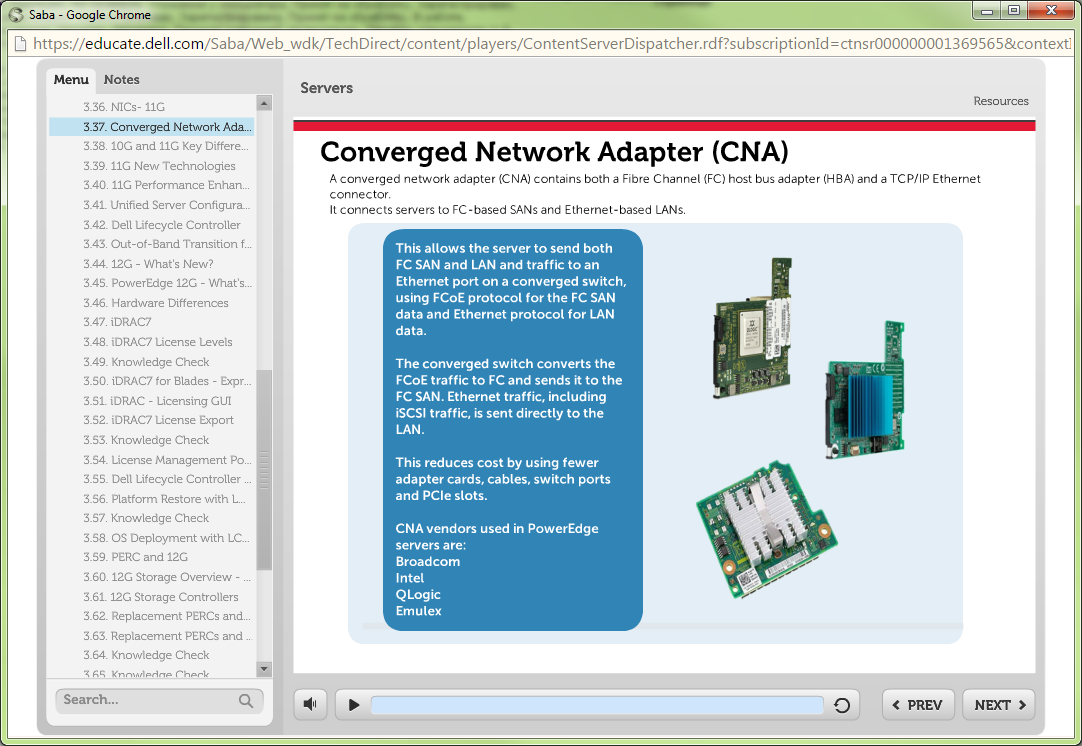 Saba - Google Chrome
https://educate.dell.com/Saba/Web_wdk/TechDirect/content/players/ContentServerDispatcher.rdf?subscriptionId=ctnsr000000001369565&context
Menu
Notes
3.36. NICs- 11G
3.37. Converged Network Ada...
3.38. 10G and 11G Key Differe...
3.39. 11G New Technologies
3.40. 11G Performance Enhan...
3.41. Unified Server Configura...
3.42. Dell Lifecycle Controller
3.43. Out-of-Band Transition f...
3.44. 12G - What's New?
3.45. PowerEdge 12G - What's...
3.46. Hardware Differences
3.47. iDRAC7
3.48. iDRAC7 License Levels
3.49. Knowledge Check
3.50. iDRAC7 for Blades - Expr...
3.51. iDRAC - Licensing GUI
3.52. iDRAC7 License Export
3.53. Knowledge Check
3.54. License Management Po...
3.55. Dell Lifecycle Controller ...
3.56. Platform Restore with L...
3.57. Knowledge Check
3.58. OS Deployment with LC...
3.59. PERC and 12G
3.60. 12G Storage Overview - ...
3.61. 12G Storage Controllers
3.62. Replacement PERCs and...
3.63. Replacement PERCs and ...
3.64. Knowledge Check
3.65. Knowledge Check
Search...
Servers
Resources
Converged Network Adapter (CNA)
A converged network adapter (CNA) contains both a Fibre Channel (FC) host bus adapter (HBA) and a TCP/IP Ethernet
connector.
It connects servers to FC-based SANs and Ethernet-based LANs.
This allows the server to send both
FC SAN and LAN and traffic to an
Ethernet port on a converged switch,
using FCoE protocol for the FC SAN
data and Ethernet protocol for LAN
data.
The converged switch converts the
FCoE traffic to FC and sends it to the
FC SAN. Ethernet traffic, including
iSCSI traffic, is sent directly to the
LAN.
This reduces cost by using fewer
adapter cards, cables, switch ports
and PCIe slots.
CNA vendors used in PowerEdge
servers are:
Broadcom
Intel
QLogic
Emulex
PREV
NEXT